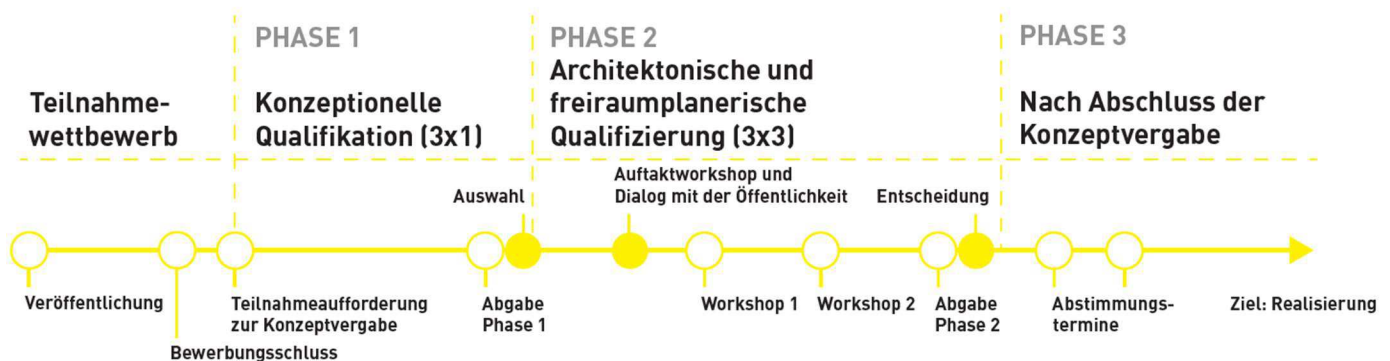 PHASE 1
PHASE 2
PHASE 3
Teilnahme-
wettbewerb
Konzeptionelle
Qualifikation (3x1)
Architektonische und
freiraumplanerische
Qualifizierung (3x3)
Nach Abschluss der
Konzeptvergabe
Auswahl
Auftaktworkshop und
Dialog mit der Öffentlichkeit
Entscheidung
Veröffentlichung
Bewerbungsschluss
Teilnahmeaufforderung
zur Konzeptvergabe
Abgabe
Phase 1
Workshop 1
Workshop 2
Abgabe
Phase 2
Abstimmungs-
termine
Ziel: Realisierung